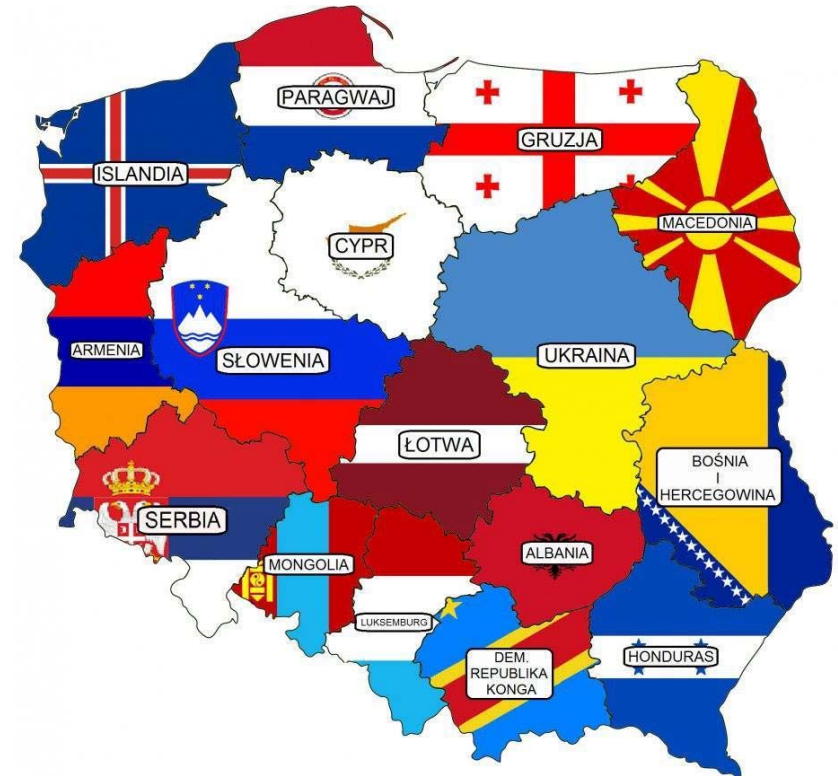 PARAGWAJ
GRUZJA
ISLANDIA
MACEDONIA
CYPR
ARMENIA
SŁOWENIA
UKRAINA
ŁOTWA
BOŚNIA
I
HERCEGOWINA
SERBIA
MONGOLIA
ALBANIA
LUKSEMBURG
DEM.
REPUBLIKA
KONGA
HONDURAS